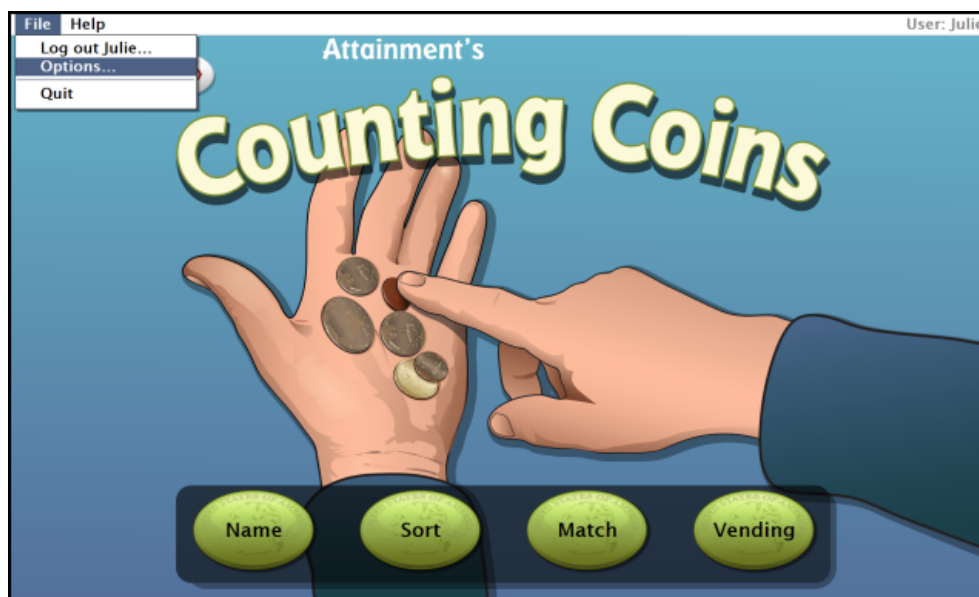 File Help User: Julie
Log out Julie...
Options...
Quit
Attainment's
Counting Coins
Name Sort Match Vending